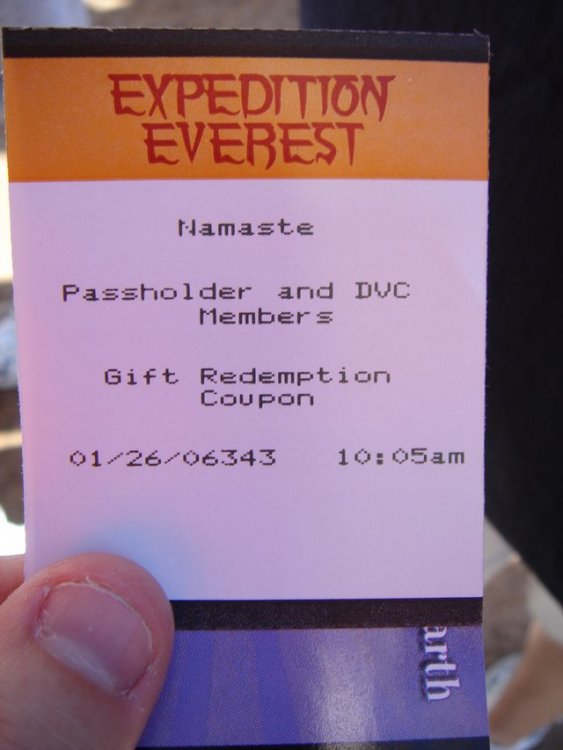 EXPEDITION
EVEREST
Namaste
Passholder and DVC
Members
Gift Redemption
Coupon
01/26/06343 10:05am
arth